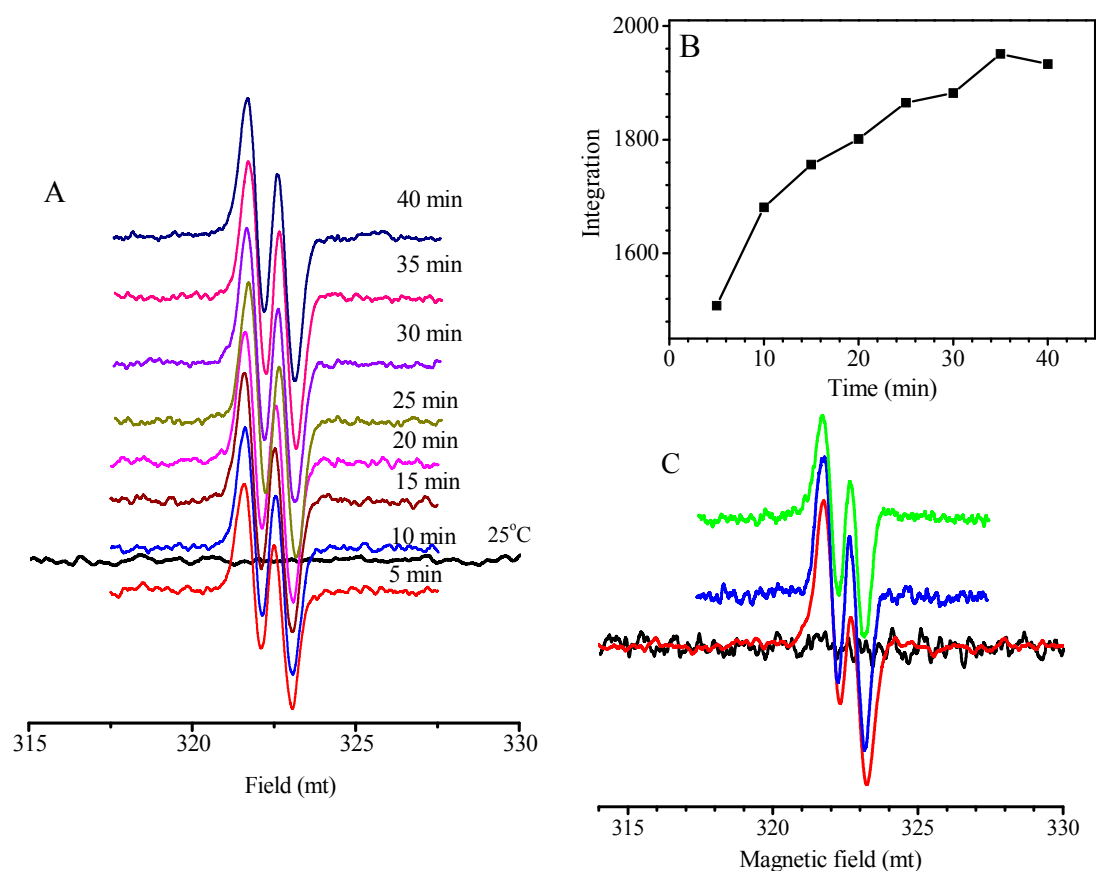 A
40 min
35 min
30 min
25 min
20 min
15 min
10 min
25°C
5 min
315 320 325 330
Field (mt)
B
2000
1800
1600
Integration
0 10 20 30 40
Time (min)
C
315 320 325 330
Magnetic field (mt)